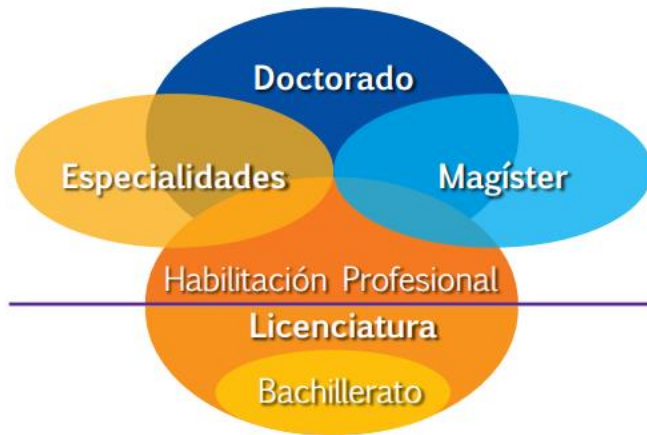 Doctorado
Especialidades
Magíster
Habilitación Profesional
Licenciatura
Bachillerato